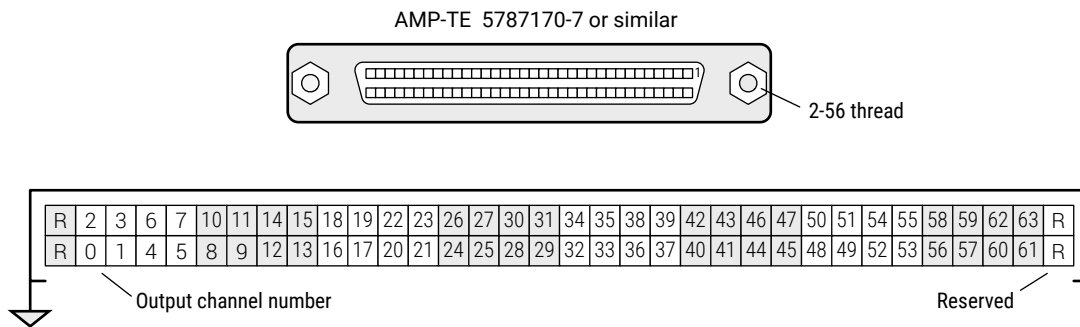 AMP-TE 5787170-7 or similar
1
2-56 thread
R 2 3 6 7 10 11 14 15 18 19 22 23 26 27 30 31 34 35 38 39 42 43 46 47 50 51 54 55 58 59 62 63 R
R 0 1 4 5 8 9 12 13 16 17 20 21 24 25 28 29 32 33 36 37 40 41 44 45 48 49 52 53 56 57 60 61 R
Output channel number
Reserved